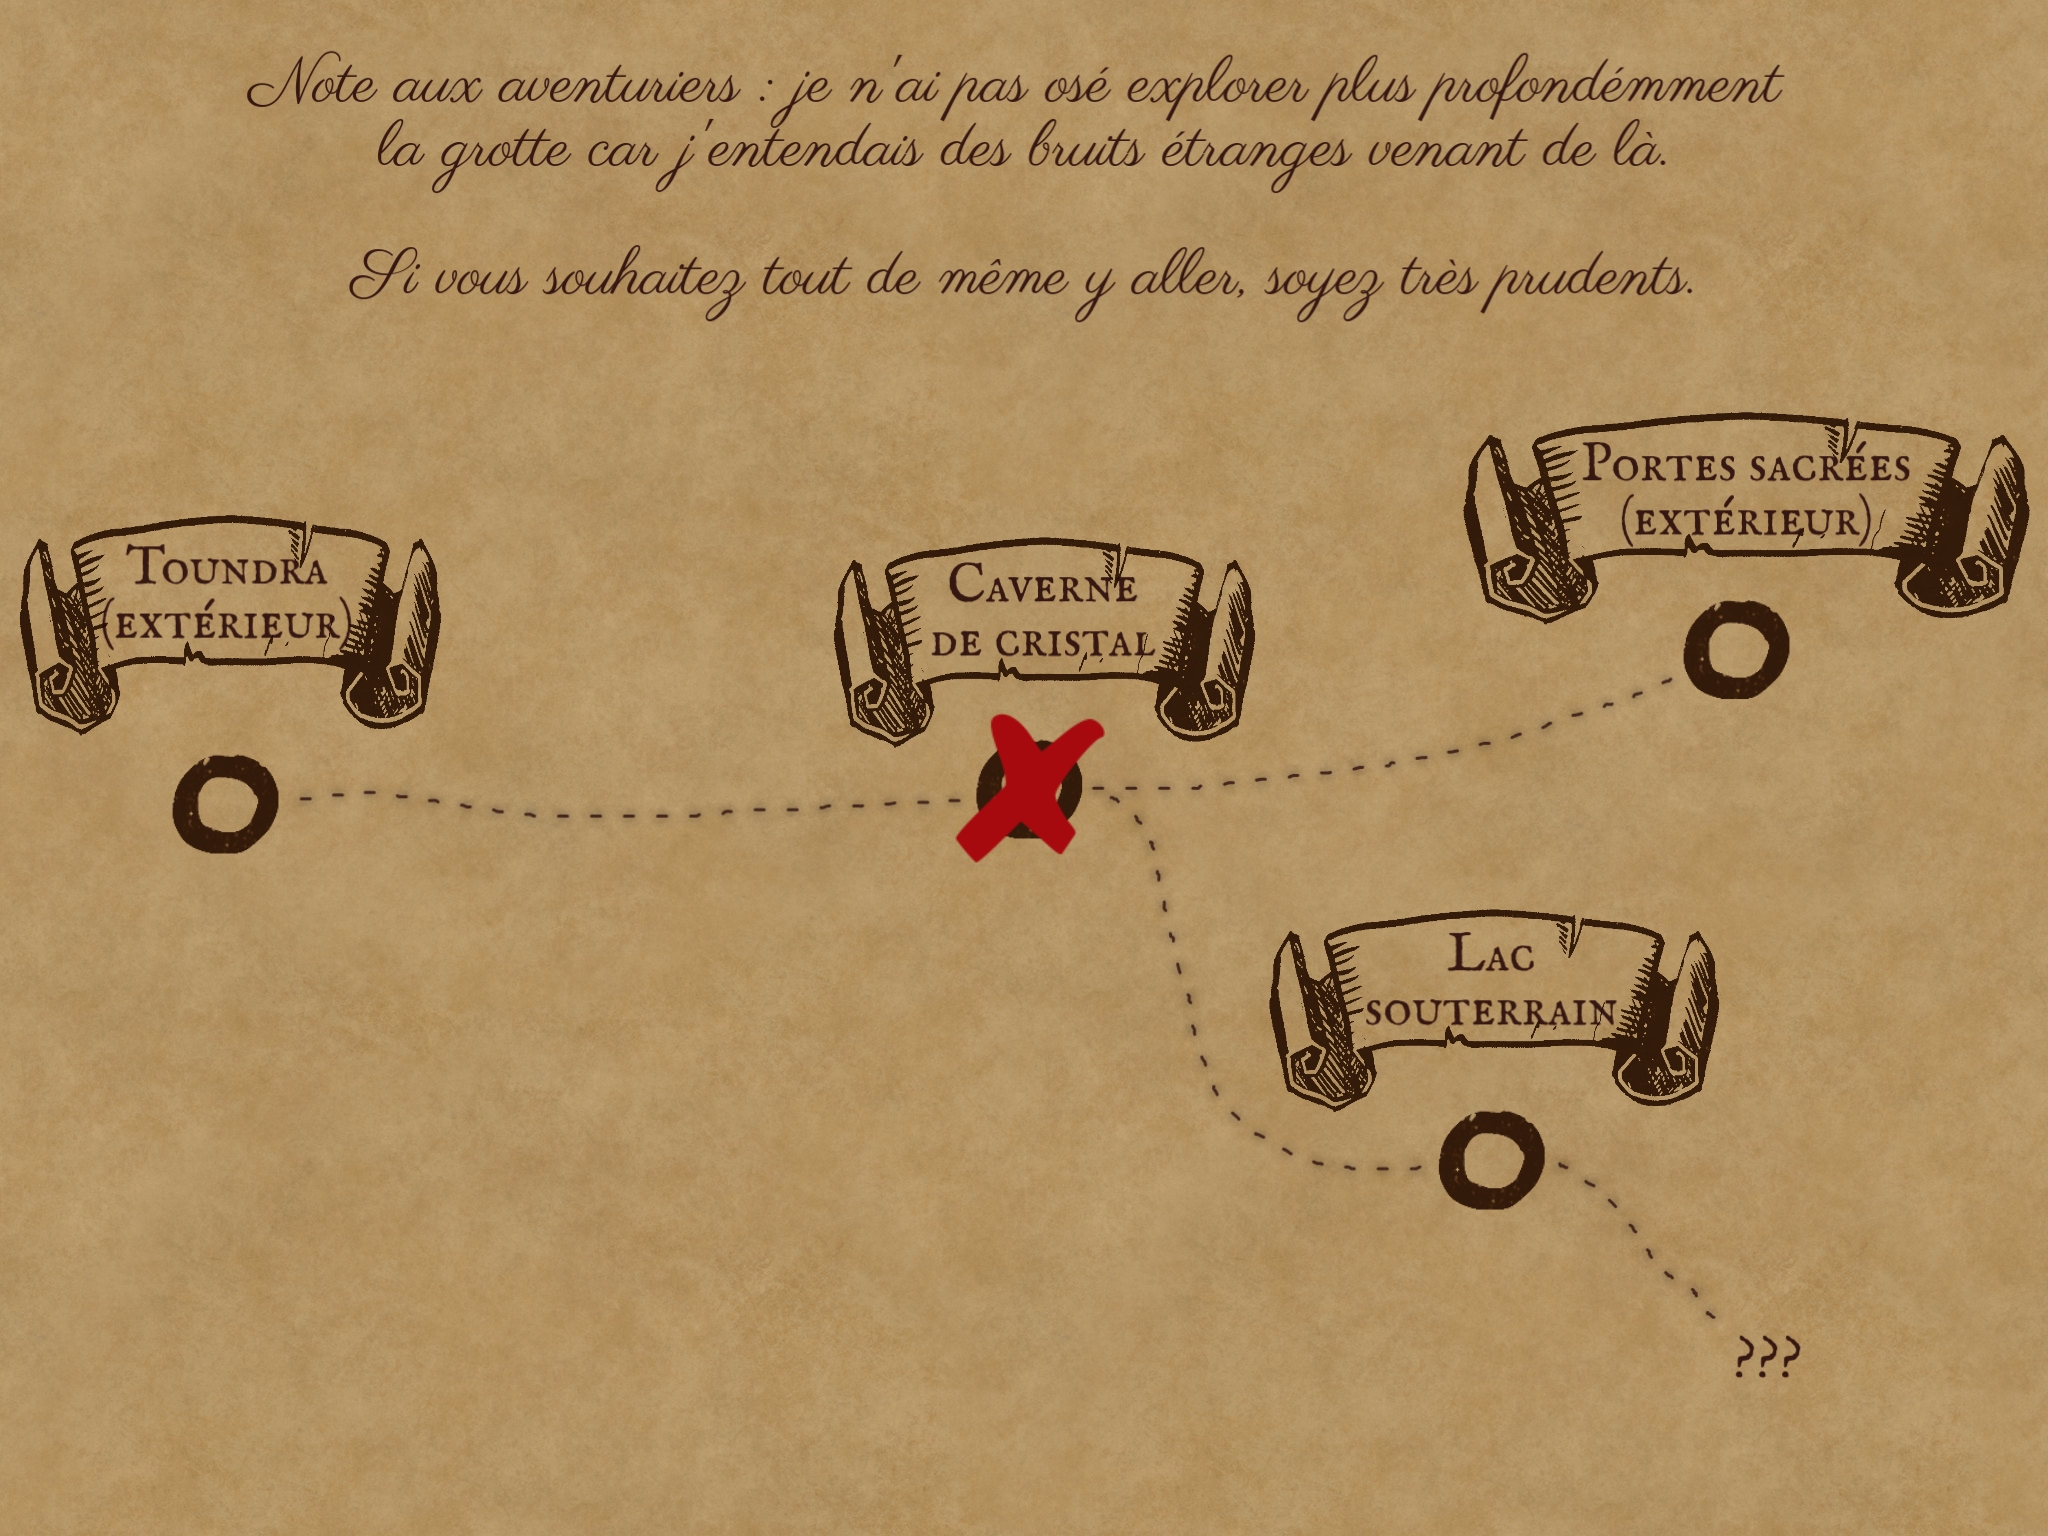 Note aux aventuriers : je n'ai pas osé explorer plus profondémment
la grotte car j'entendais des bruits étranges venant de là.
Si vous souhaitez tout de même y aller, soyez très prudents.
Portes sacrées
(extérieur)
Toundra
(extérieur)
Caverne
de cristal
Lac
souterrain
???